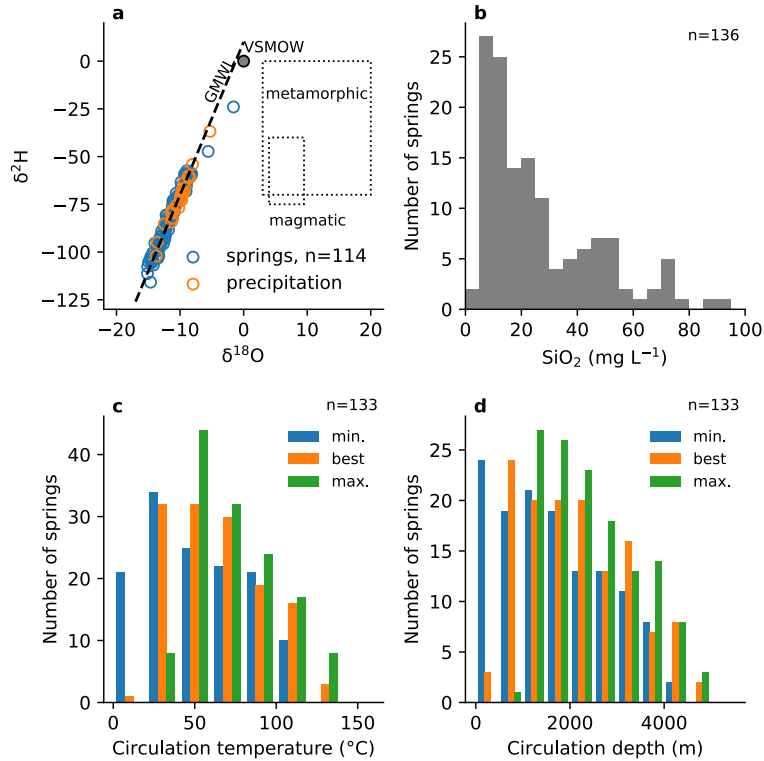 a
VSMOW
GMWL
metamorphic
magmatic
springs, n=114
precipitation
0
−25
−50
−75
−100
−125
δ²H
−20
−10
0
10
20
δ¹⁸O
b
n=136
25
20
15
10
5
0
Number of springs
0
20
40
60
80
100
SiO₂ (mg L⁻¹)
c
n=133
min.
best
max.
40
30
20
10
0
Number of springs
0
50
100
150
Circulation temperature (°C)
d
n=133
min.
best
max.
25
20
15
10
5
0
Number of springs
0
2000
4000
Circulation depth (m)